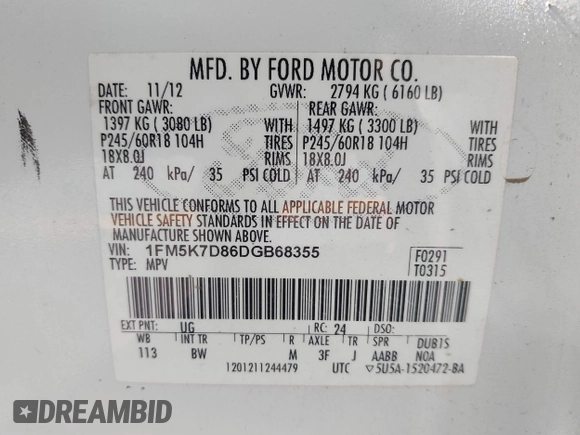 MFD. BY FORD MOTOR CO.
DATE: 11/12 GVWR: 2794 KG ( 6160 LB)
FRONT GAWR: REAR GAWR:
1397 KG ( 3080 LB) WITH 1497 KG ( 3300 LB) WITH
P245/60R18 104H TIRES P245/60R18 104H TIRES
18X8.0J RIMS 18X8.0J RIMS
AT 240 kPa/ 35 PSI COLD AT 240 kPa/ 35 PSI COLD
THIS VEHICLE CONFORMS TO ALL APPLICABLE FEDERAL MOTOR
VEHICLE SAFETY STANDARDS IN EFFECT ON THE DATE OF
MANUFACTURE SHOWN ABOVE.
VIN: 1FM5K7D86DGB68355 F0291
TYPE: MPV T0315
EXT PNT: UG RC: 24 DSO:
WB INT TR TP/PS R AXLE TR SPR DUBIS
113 BW M 3F J AABB NOA
1201211244479 UTC ▽5U5A-1520472-BA
DREAMBID